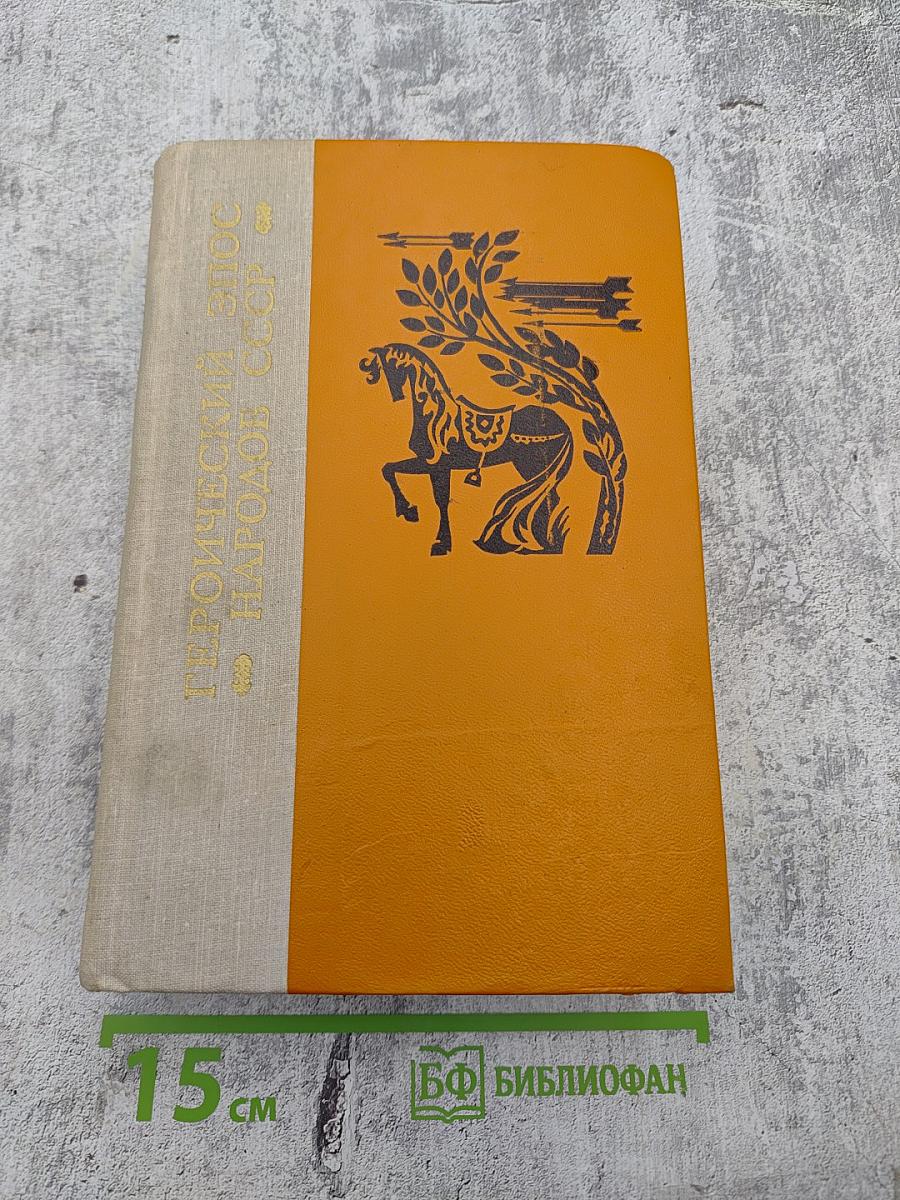 ГЕРОИЧЕСКИЙ ЭПОС
НАРОДОВ СССР
15 см
БФ БИБЛИОФАН